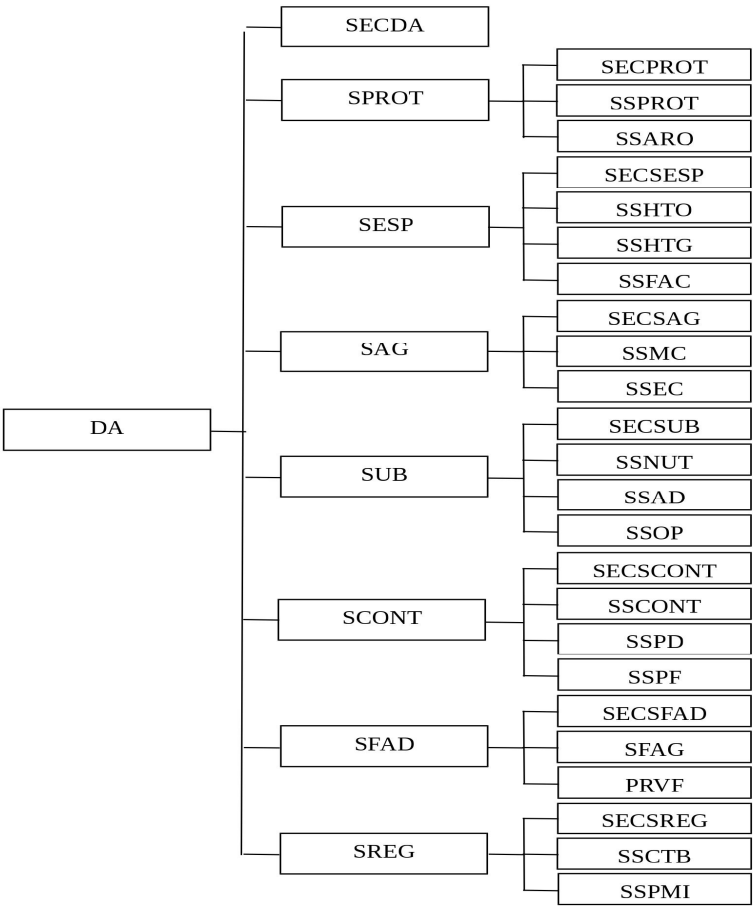 DA
SECDA
SPROT
SECPROT
SSPROT
SSARO
SESP
SECSESP
SSHTO
SSHTG
SSFAC
SAG
SECSAG
SSMC
SSEC
SUB
SECSUB
SSNUT
SSAD
SSOP
SCONT
SECSCONT
SSCONT
SSPD
SSPF
SFAD
SECSFAD
SFAG
PRVF
SREG
SECSREG
SSCTB
SSPMI